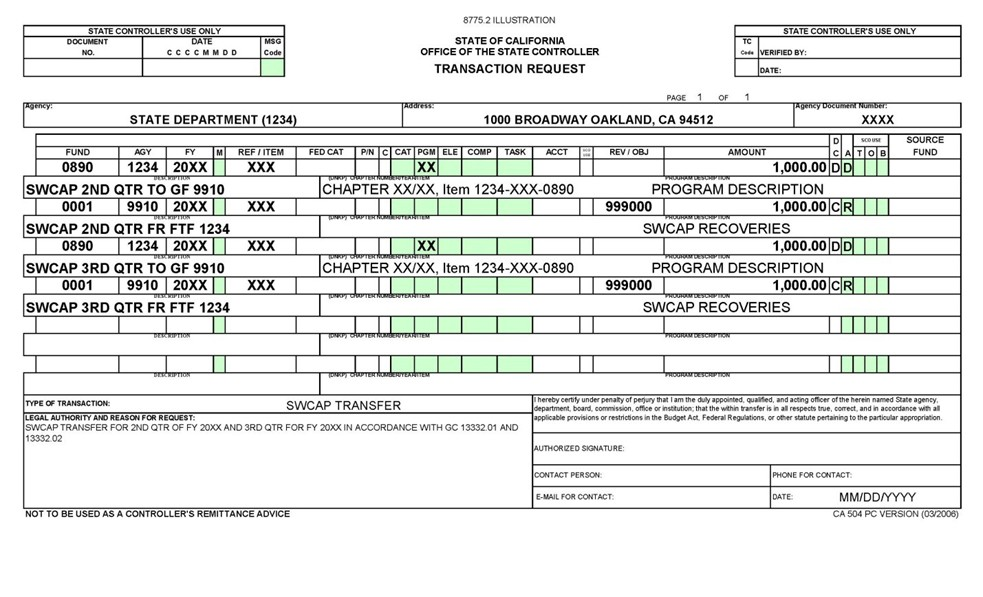 8775.2 ILLUSTRATION
STATE CONTROLLER'S USE ONLY
DOCUMENT NO. DATE C C C C M M D D MSG Code
STATE OF CALIFORNIA
OFFICE OF THE STATE CONTROLLER
TRANSACTION REQUEST
STATE CONTROLLER'S USE ONLY
TC Code VERIFIED BY:
DATE:
PAGE 1 OF 1
Agency: Address: Agency Document Number:
STATE DEPARTMENT (1234) 1000 BROADWAY OAKLAND, CA 94512 XXXX
D SCO USE SOURCE
FUND AGY FY M REF / ITEM FED CAT P/N C CAT PGM ELE COMP TASK ACCT REV / OBJ AMOUNT C A T O B FUND
0890 1234 20XX XXX XX 1,000.00 D D
DESCRIPTION (UNKP) CHAPTER NUMBER/YEAR/ITEM PROGRAM DESCRIPTION
SWCAP 2ND QTR TO GF 9910 CHAPTER XX/XX, Item 1234-XXX-0890 PROGRAM DESCRIPTION
0001 9910 20XX XXX 999000 1,000.00 C R
DESCRIPTION (UNKP) CHAPTER NUMBER/YEAR/ITEM PROGRAM DESCRIPTION
SWCAP 2ND QTR FR FTF 1234 SWCAP RECOVERIES
0890 1234 20XX XXX XX 1,000.00 D D
DESCRIPTION (UNKP) CHAPTER NUMBER/YEAR/ITEM PROGRAM DESCRIPTION
SWCAP 3RD QTR TO GF 9910 CHAPTER XX/XX, Item 1234-XXX-0890 PROGRAM DESCRIPTION
0001 9910 20XX XXX 999000 1,000.00 C R
DESCRIPTION (UNKP) CHAPTER NUMBER/YEAR/ITEM PROGRAM DESCRIPTION
SWCAP 3RD QTR FR FTF 1234 SWCAP RECOVERIES
DESCRIPTION (UNKP) CHAPTER NUMBER/YEAR/ITEM PROGRAM DESCRIPTION
DESCRIPTION (UNKP) CHAPTER NUMBER/YEAR/ITEM PROGRAM DESCRIPTION
TYPE OF TRANSACTION: SWCAP TRANSFER
LEGAL AUTHORITY AND REASON FOR REQUEST:
SWCAP TRANSFER FOR 2ND QTR OF FY 20XX AND 3RD QTR FOR FY 20XX IN ACCORDANCE WITH GC 13332.01 AND
13332.02
I hereby certify under penalty of perjury that I am the duly appointed, qualified, and acting officer of the herein named State agency,
department, board, commission, office or institution; that the within transfer is in all respects true, correct, and in accordance with all
applicable provisions or restrictions in the Budget Act, Federal Regulations, or other statute pertaining to the particular appropriation.
AUTHORIZED SIGNATURE:
CONTACT PERSON: PHONE FOR CONTACT:
E-MAIL FOR CONTACT: DATE: MM/DD/YYYY
NOT TO BE USED AS A CONTROLLER'S REMITTANCE ADVICE CA 504 PC VERSION (03/2006)